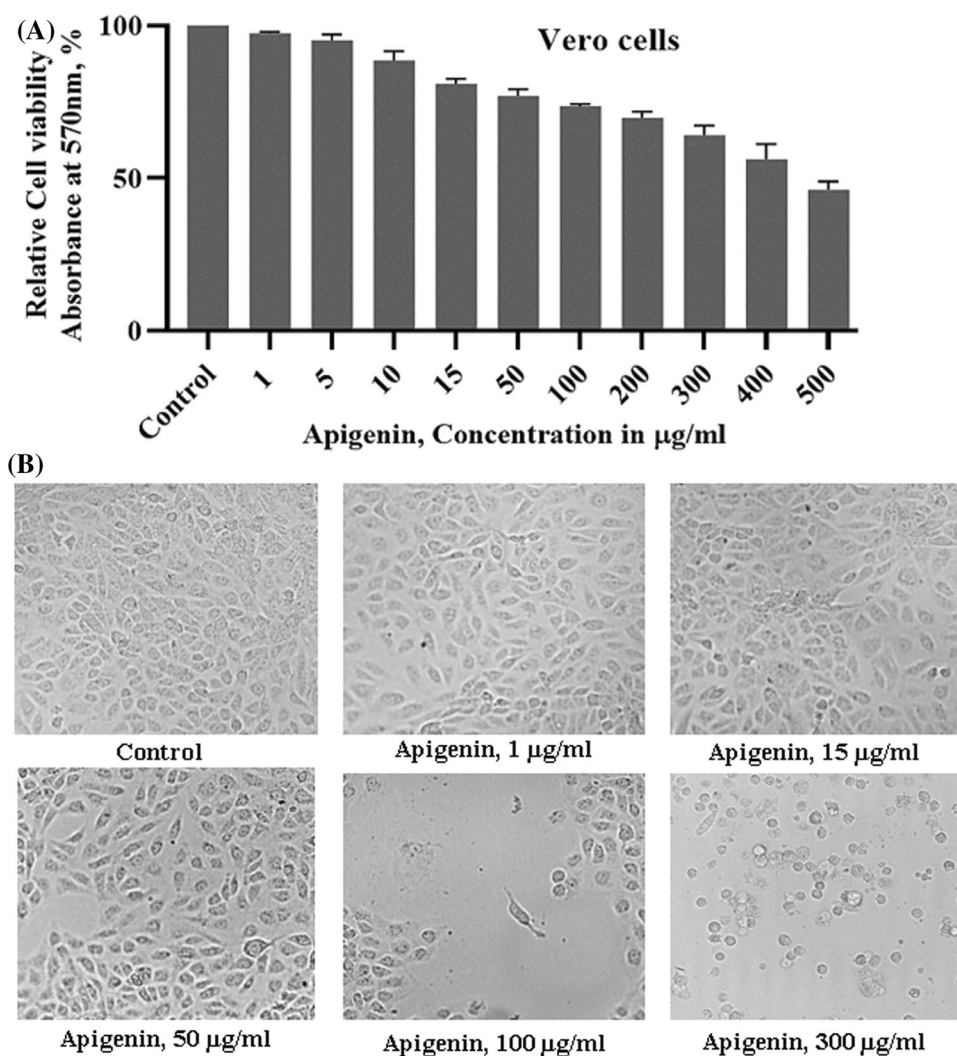 (A)
Vero cells
Relative Cell viability
Absorbance at 570nm, %
100
50
0
Control 1 5 10 15 50 100 200 300 400 500
Apigenin, Concentration in μg/ml
(B)
Control
Apigenin, 1 μg/ml
Apigenin, 15 μg/ml
Apigenin, 50 μg/ml
Apigenin, 100 μg/ml
Apigenin, 300 μg/ml